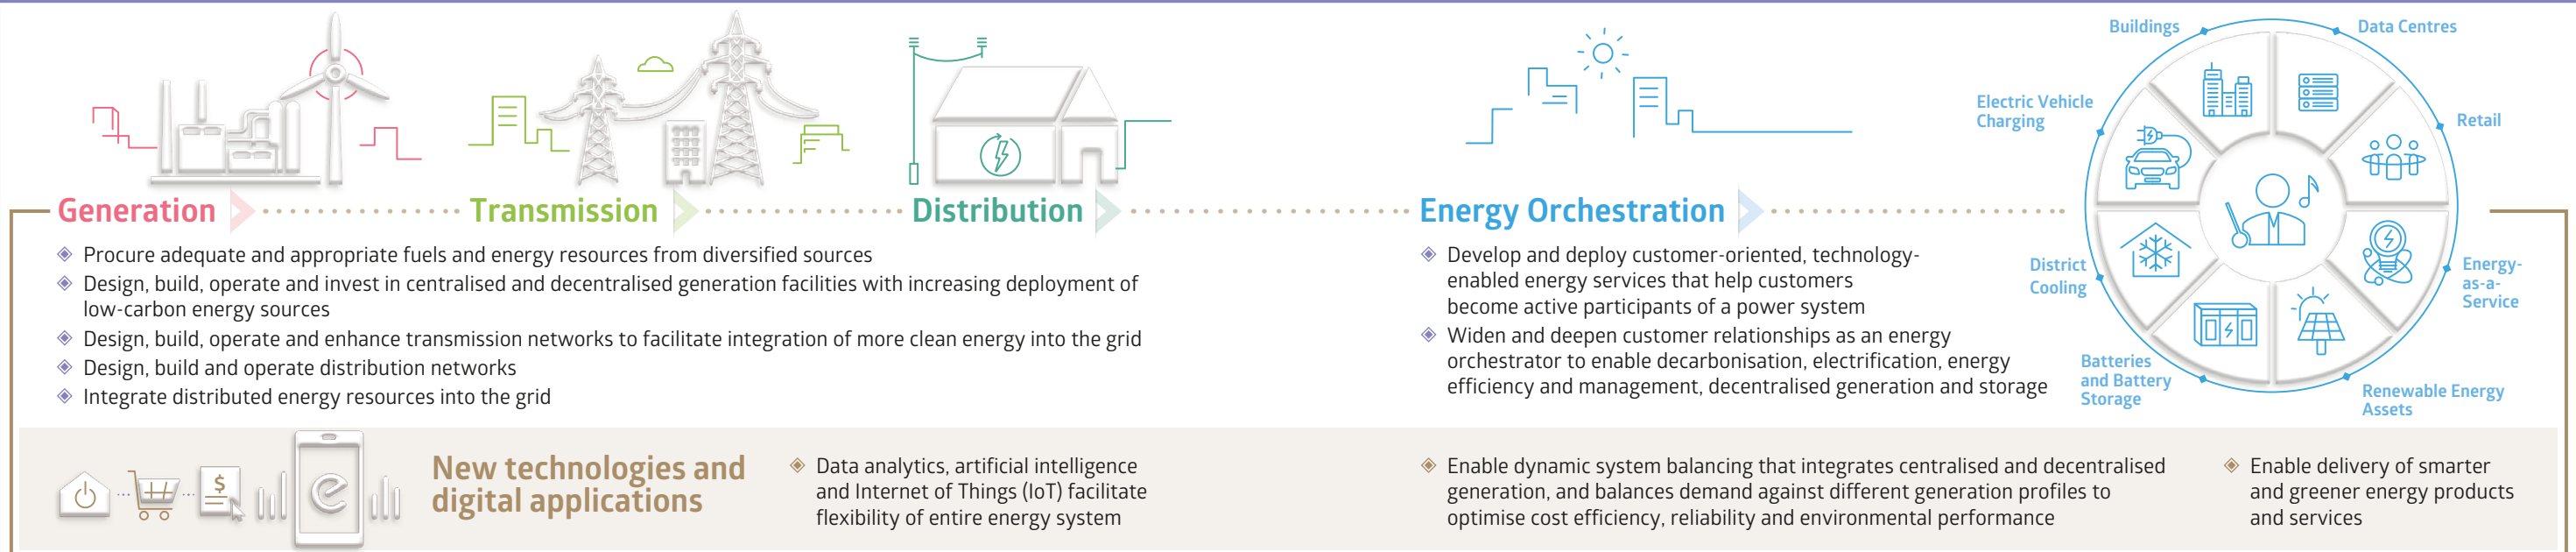 Generation
Transmission
Distribution
Procure adequate and appropriate fuels and energy resources from diversified sources
Design, build, operate and invest in centralised and decentralised generation facilities with increasing deployment of
low-carbon energy sources
Design, build, operate and enhance transmission networks to facilitate integration of more clean energy into the grid
Design, build and operate distribution networks
Integrate distributed energy resources into the grid
Energy Orchestration
Develop and deploy customer-oriented, technology-
enabled energy services that help customers
become active participants of a power system
Widen and deepen customer relationships as an energy
orchestrator to enable decarbonisation, electrification, energy
efficiency and management, decentralised generation and storage
Buildings
Data Centres
Electric Vehicle
Charging
Retail
District
Cooling
Energy-
as-a-
Service
Batteries
and Battery
Storage
Renewable Energy
Assets
$
e
New technologies and
digital applications
Data analytics, artificial intelligence
and Internet of Things (IoT) facilitate
flexibility of entire energy system
Enable dynamic system balancing that integrates centralised and decentralised
generation, and balances demand against different generation profiles to
optimise cost efficiency, reliability and environmental performance
Enable delivery of smarter
and greener energy products
and services